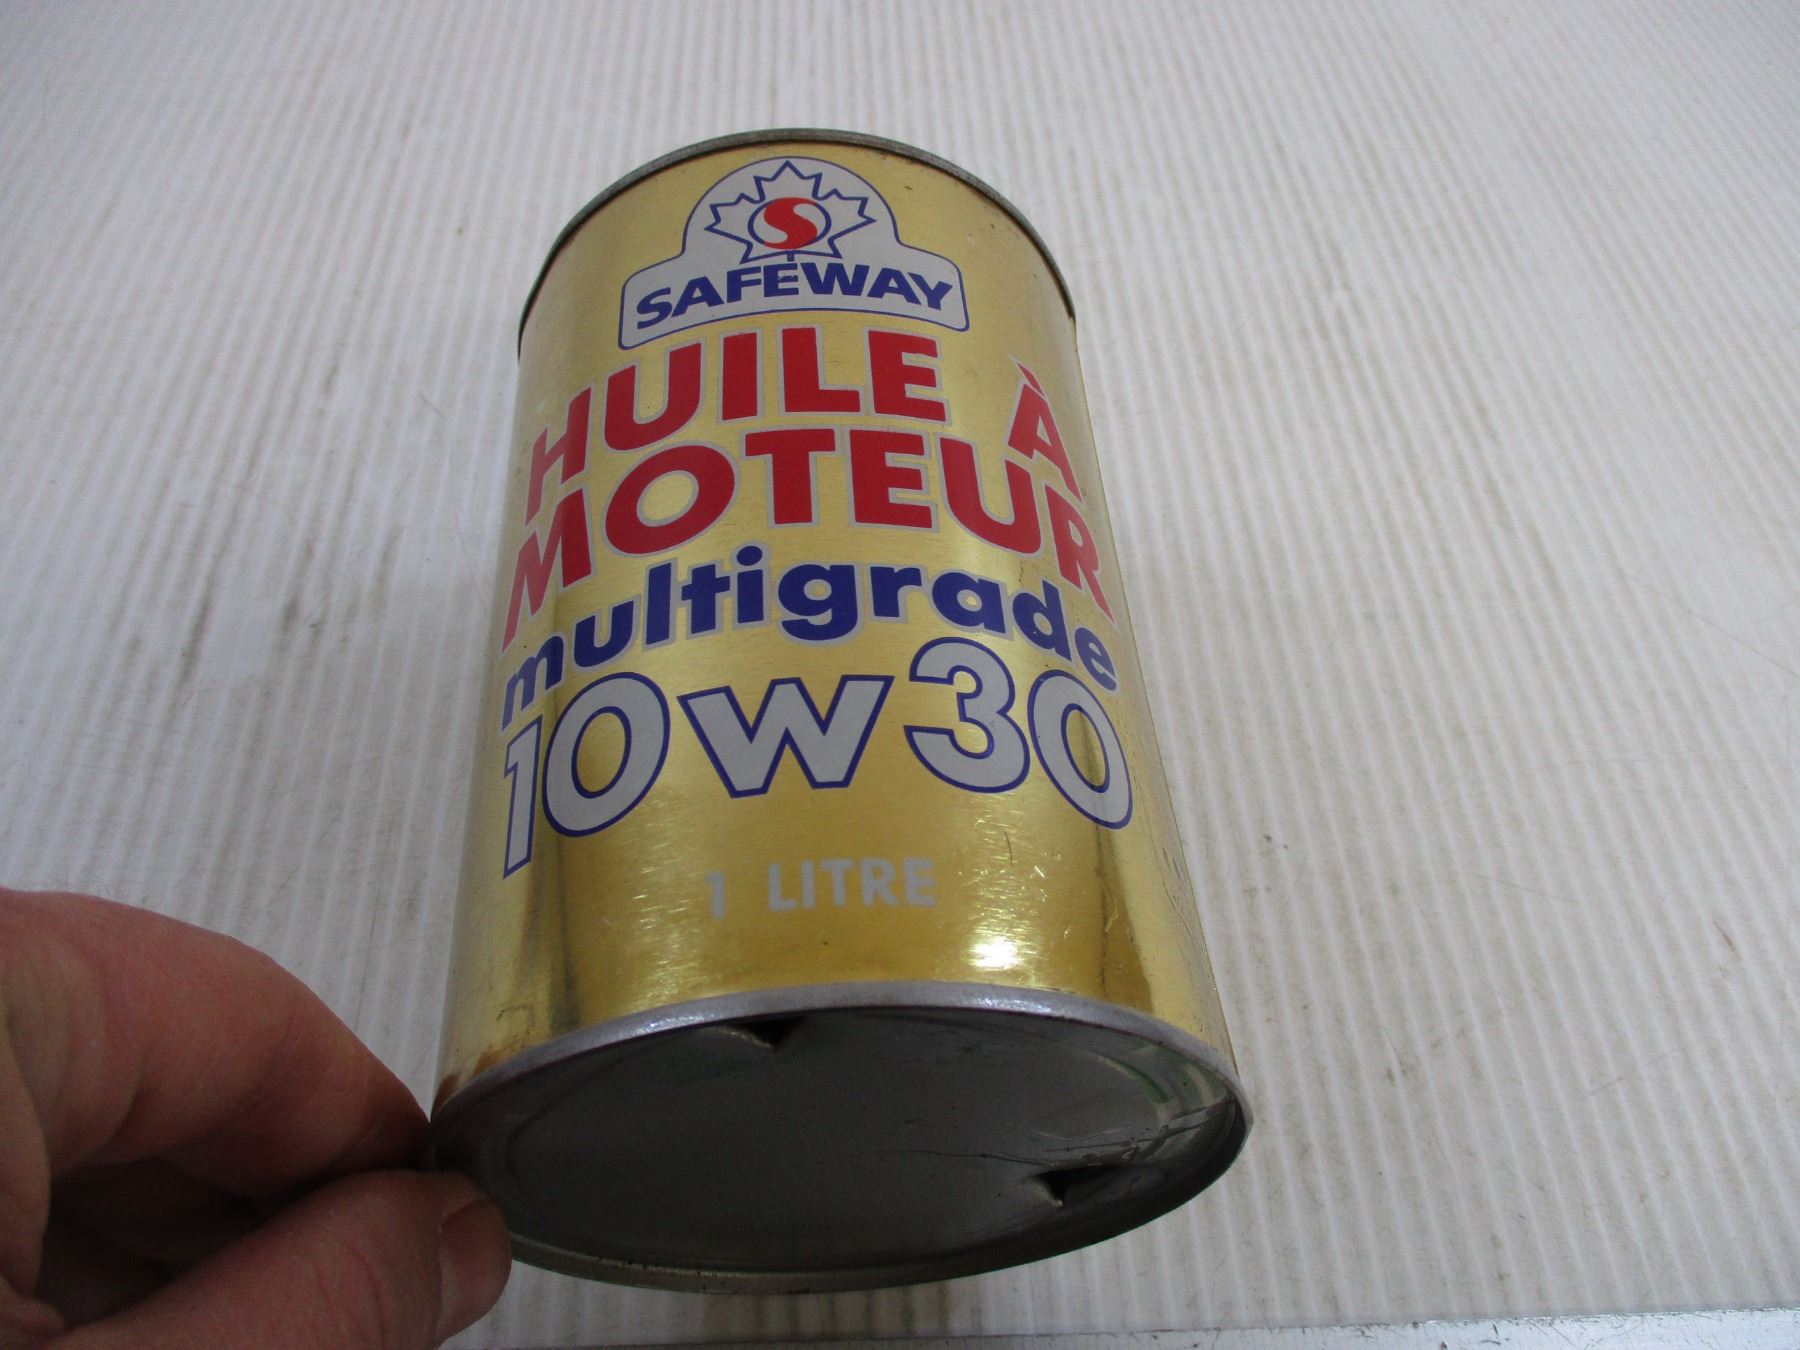 S
SAFEWAY
HUILE À
MOTEUR
multigrade
10w30
1 LITRE